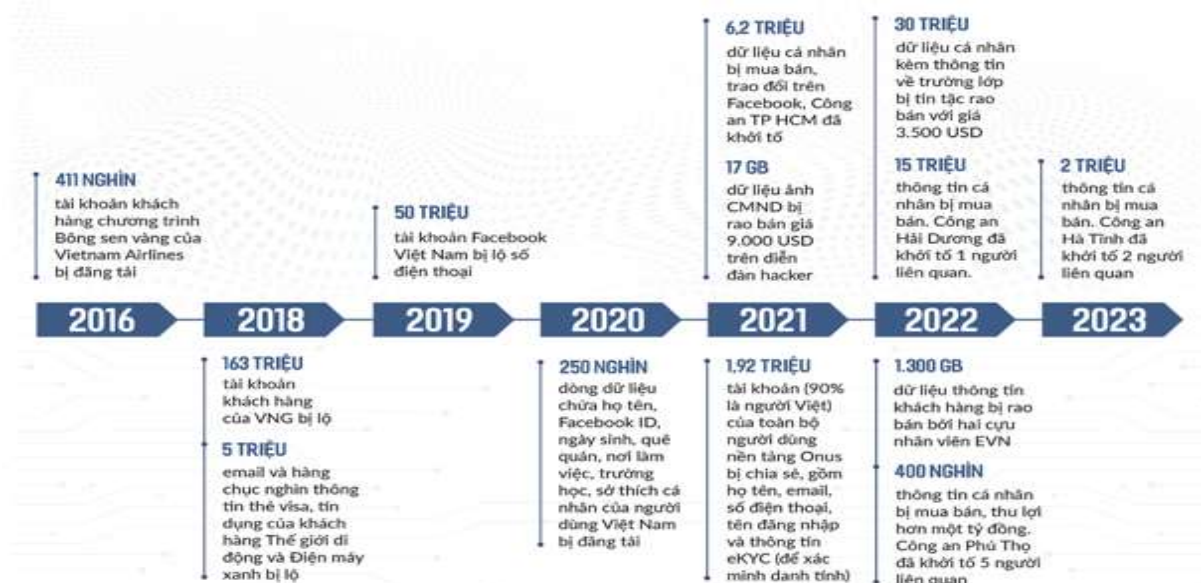 411 NGHÌN
tài khoản khách
hàng chương trình
Bông sen vàng của
Vietnam Airlines
bị đăng tải
50 TRIỆU
tài khoản Facebook
Việt Nam bị lộ số
điện thoại
6,2 TRIỆU
dữ liệu cá nhân
bị mua bán,
trao đổi trên
Facebook, Công
an TP HCM đã
khởi tố
17 GB
dữ liệu ảnh
CMND bị
rao bán giá
9.000 USD
trên diễn
đàn hacker
30 TRIỆU
dữ liệu cá nhân
kèm thông tin
về trường lớp
bị tin tặc rao
bán với giá
3.500 USD
15 TRIỆU
thông tin cá
nhân bị mua
bán. Công an
Hải Dương đã
khởi tố 1 người
liên quan.
2 TRIỆU
thông tin cá
nhân bị mua
bán. Công an
Hà Tĩnh đã
khởi tố 2 người
liên quan
2016
2018
2019
2020
2021
2022
2023
163 TRIỆU
tài khoản
khách hàng
của VNG bị lộ
5 TRIỆU
email và hàng
chục nghìn thông
tin thẻ visa, tín
dụng của khách
hàng Thế giới di
động và Điện máy
xanh bị lộ
250 NGHÌN
dòng dữ liệu
chứa họ tên,
Facebook ID,
ngày sinh, quê
quán, nơi làm
việc, trường
học, sở thích cá
nhân của người
dùng Việt Nam
bị đăng tải
1,92 TRIỆU
tài khoản (90%
là người Việt)
của toàn bộ
người dùng
nền tảng Onus
bị chia sẻ, gồm
họ tên, email,
số điện thoại,
tên đăng nhập
và thông tin
eKYC (để xác
minh danh tính)
1.300 GB
dữ liệu thông tin
khách hàng bị rao
bán bởi hai cựu
nhân viên EVN
400 NGHÌN
thông tin cá nhân
bị mua bán, thu lợi
hơn một tỷ đồng.
Công an Phú Thọ
đã khởi tố 5 người
liên quan